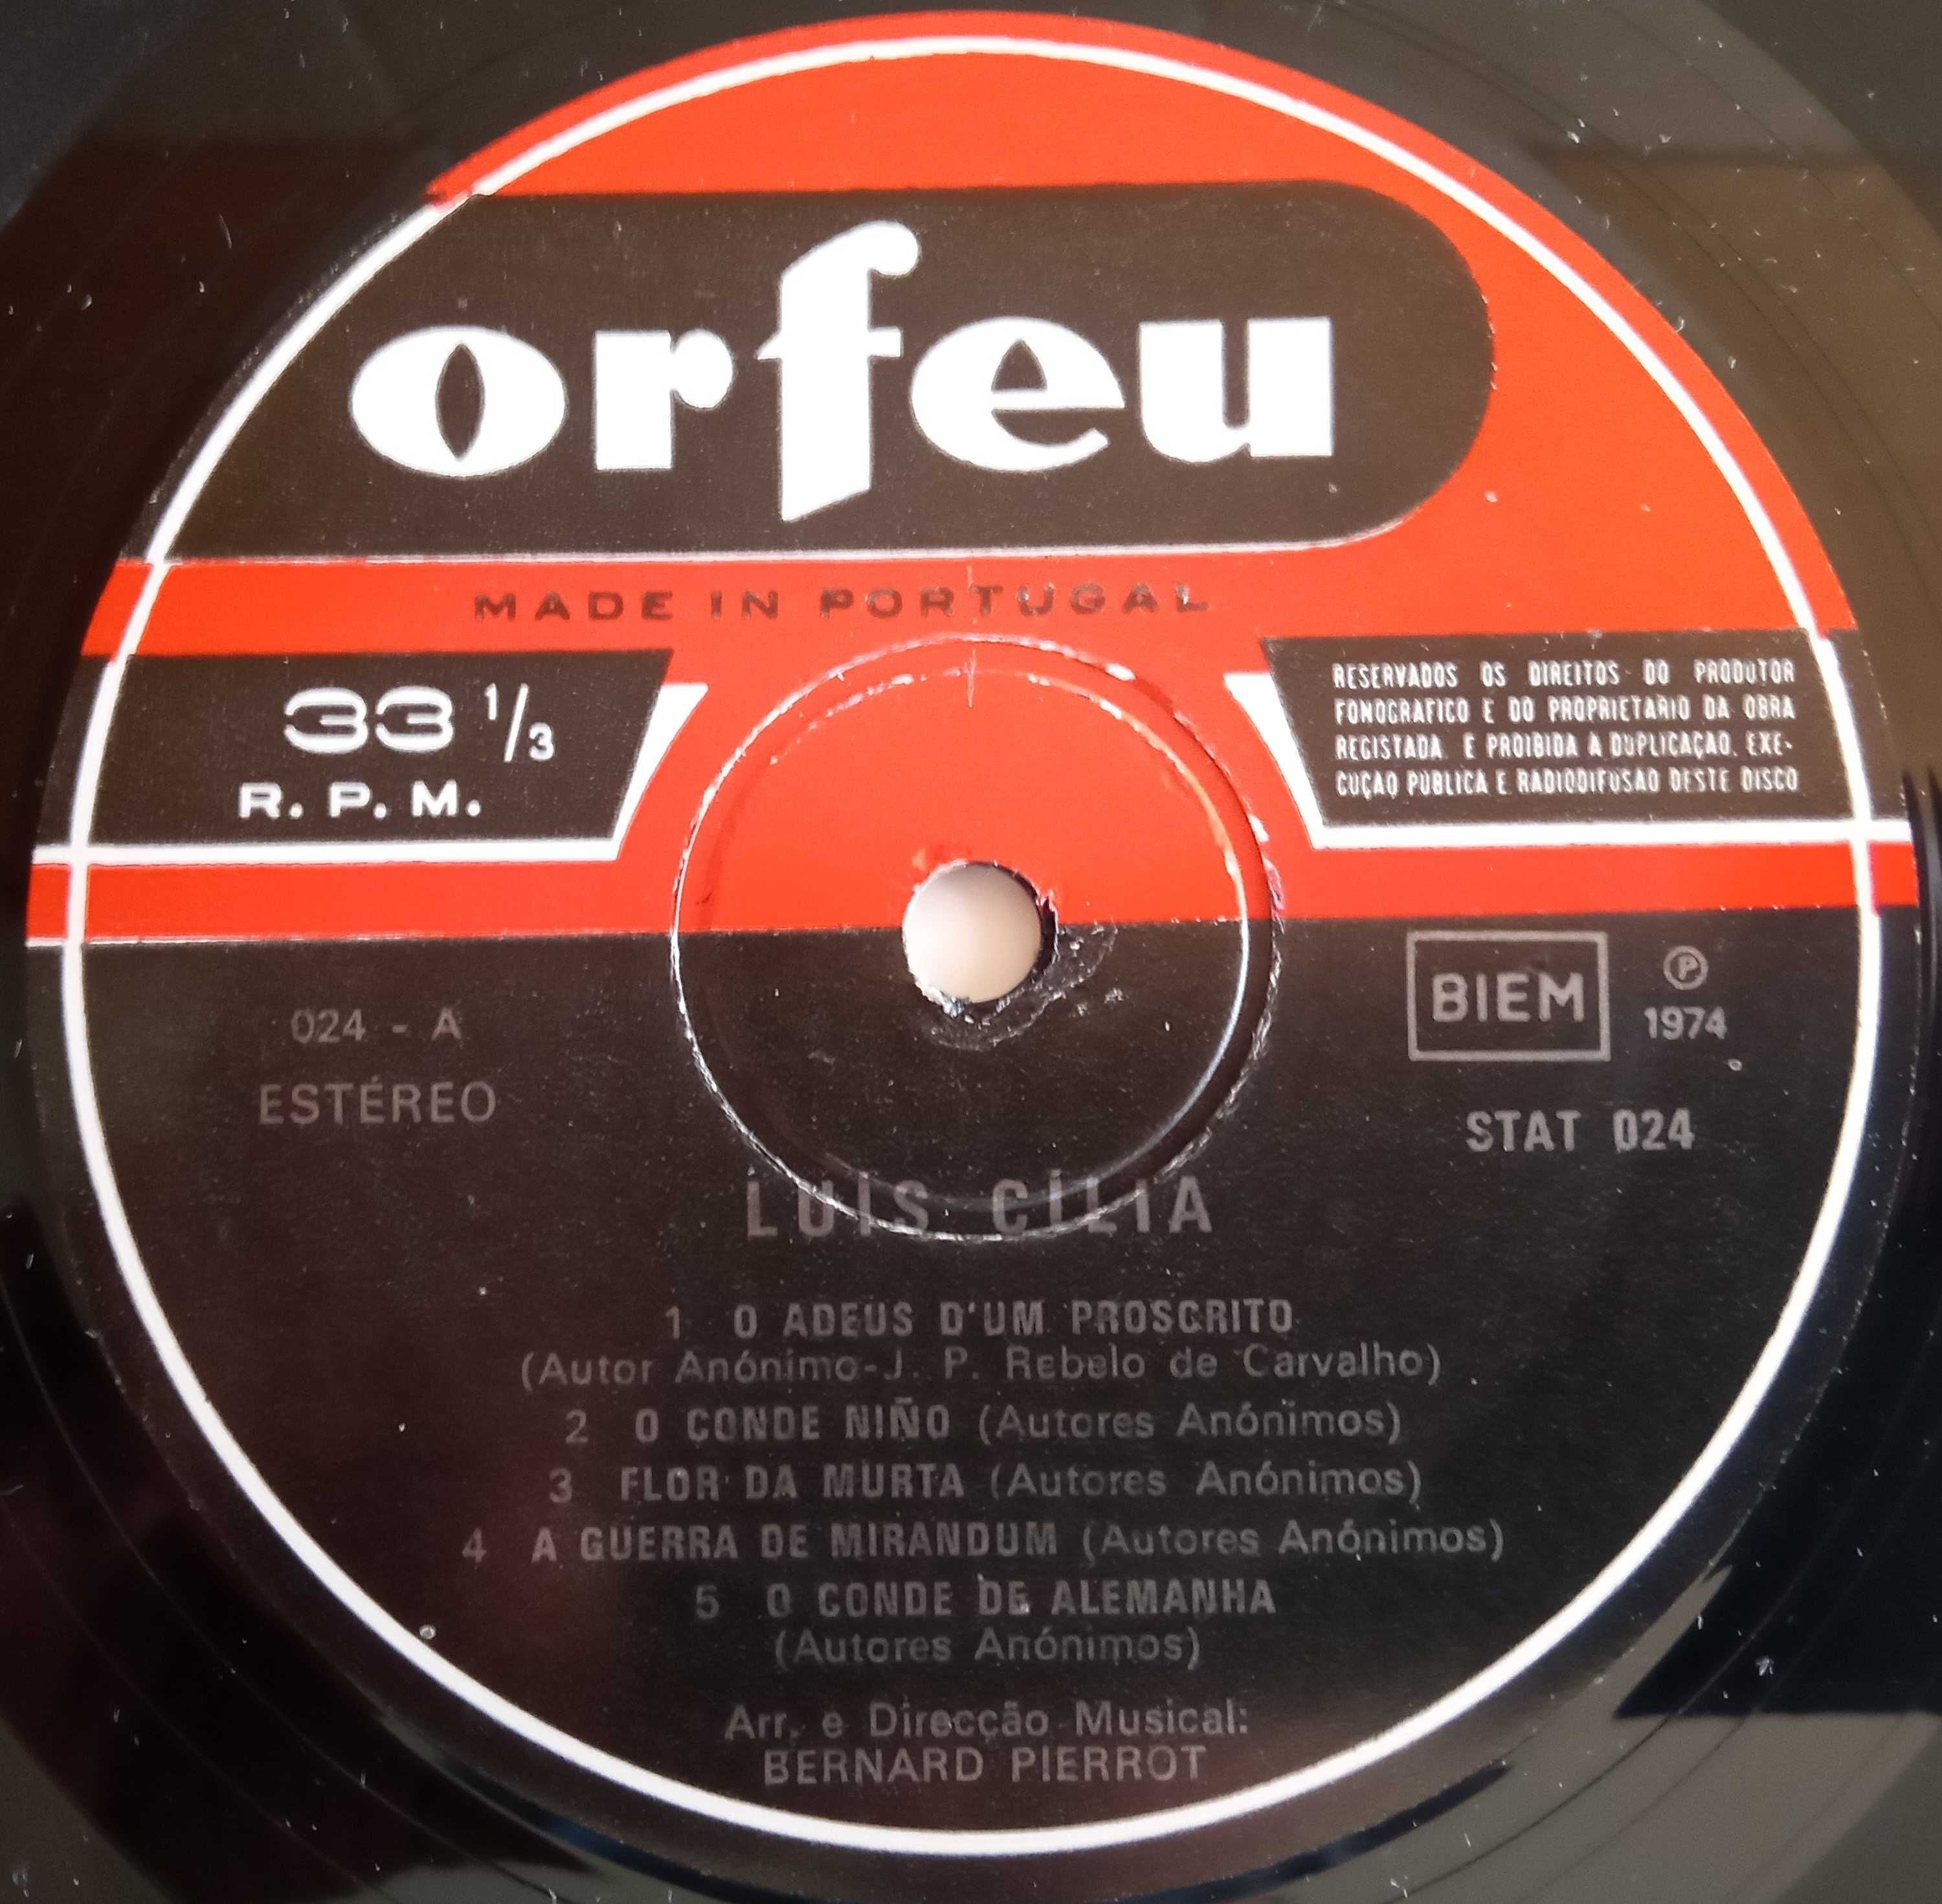 orfeu
MADE IN PORTUGAL
33 1/3
R. P. M.
RESERVADOS OS DIREITOS DO PRODUTOR
FONOGRAFICO E DO PROPRIETARIO DA OBRA
REGISTADA. E PROIBIDA A DUPLICAÇAO, EXE-
CUÇAO PUBLICA E RADIODIFUSAO DESTE DISCO
024 - A
ESTÉREO
BIEM
℗
1974
STAT 024
LUÍS CÍLIA
1 O ADEUS D'UM PROSCRITO
(Autor Anónimo-J. P. Rebelo de Carvalho)
2 O CONDE NIÑO (Autores Anónimos)
3 FLOR DA MURTA (Autores Anónimos)
4 A GUERRA DE MIRANDUM (Autores Anónimos)
5 O CONDE DE ALEMANHA
(Autores Anónimos)
Arr. e Direcção Musical:
BERNARD PIERROT